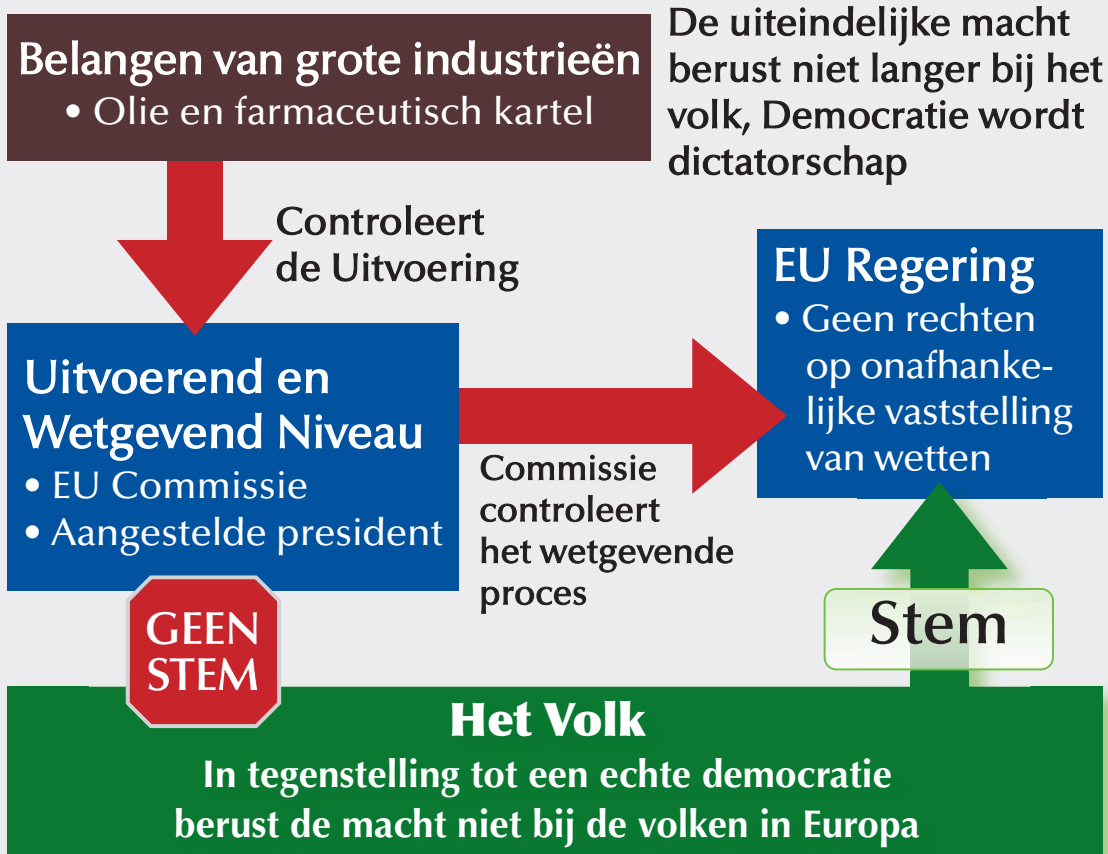 Belangen van grote industrieën
• Olie en farmaceutisch kartel
De uiteindelijke macht
berust niet langer bij het
volk, Democratie wordt
dictatorschap
Controleert
de Uitvoering
EU Regering
• Geen rechten
op onafhanke-
lijke vaststelling
van wetten
Uitvoerend en
Wetgevend Niveau
• EU Commissie
• Aangestelde president
Commissie
controleert
het wetgevende
proces
GEEN
STEM
Stem
Het Volk
In tegenstelling tot een echte democratie
berust de macht niet bij de volken in Europa